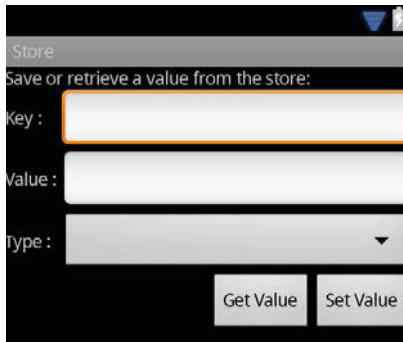 Store
Save or retrieve a value from the store:
Key :
Value :
Type :
Get Value Set Value